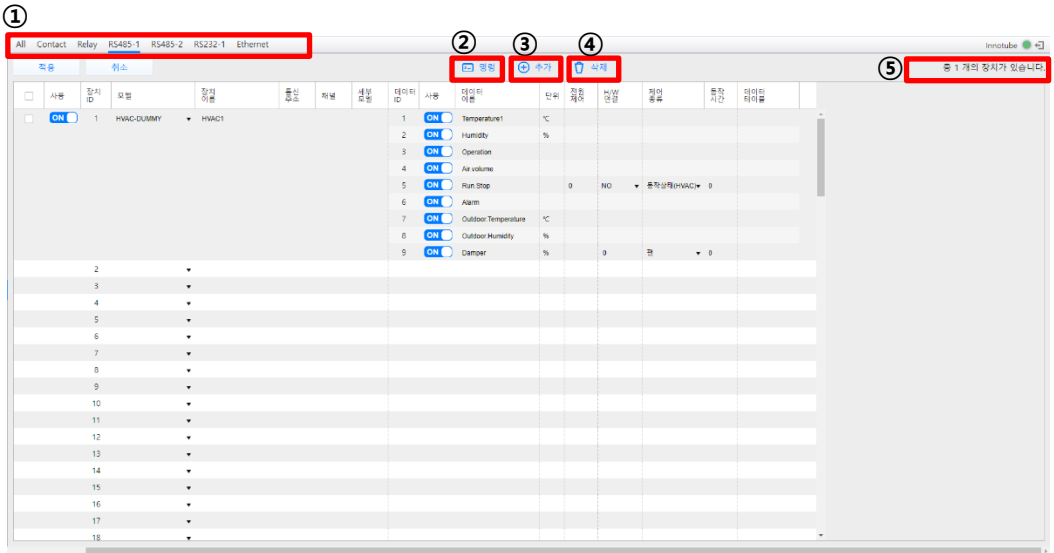 ①
② ③ ④
All Contact Relay RS485-1 RS485-2 RS232-1 Ethernet
Innotube
적용 취소
명령 추가 삭제
⑤ 총 1 개의 장치가 있습니다.
사용 장치 ID 모델 장치 이름 통신 주소 채널 세부 모델 데이터 ID 사용 데이터 이름 단위 전원 제어 H/W 연결 제어 종류 동작 시간 데이터 테이블
ON 1 HVAC-DUMMY HVAC1 1 ON Temperature1 ℃
2 ON Humidity %
3 ON Operation
4 ON Air.volume
5 ON Run.Stop 0 NO 동작상태(HVAC) 0
6 ON Alarm
7 ON Outdoor.Temperature ℃
8 ON Outdoor.Humidity %
9 ON Damper % 0 팬 0
2
3
4
5
6
7
8
9
10
11
12
13
14
15
16
17
18